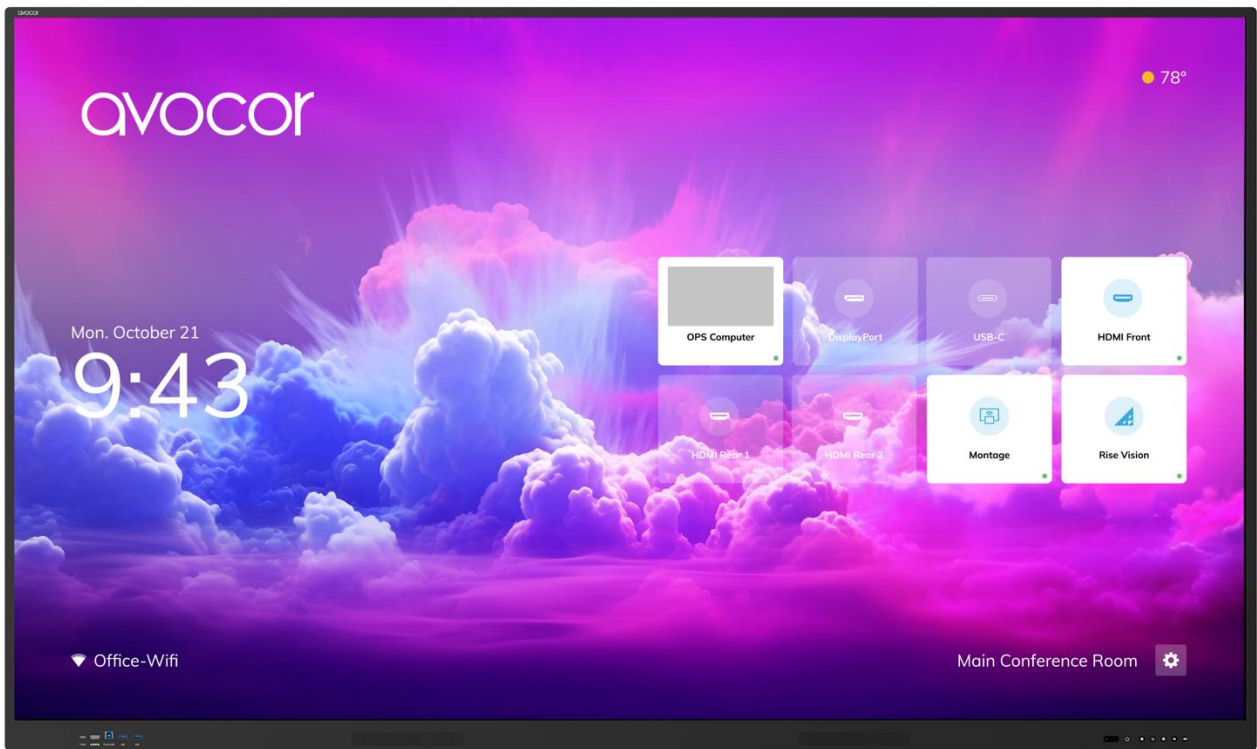 avocor
avocor
78°
Mon. October 21
9:43
OPS Computer
DisplayPort
USB-C
HDMI Front
HDMI Rear 1
HDMI Rear 2
Montage
Rise Vision
Office-Wifi
Main Conference Room